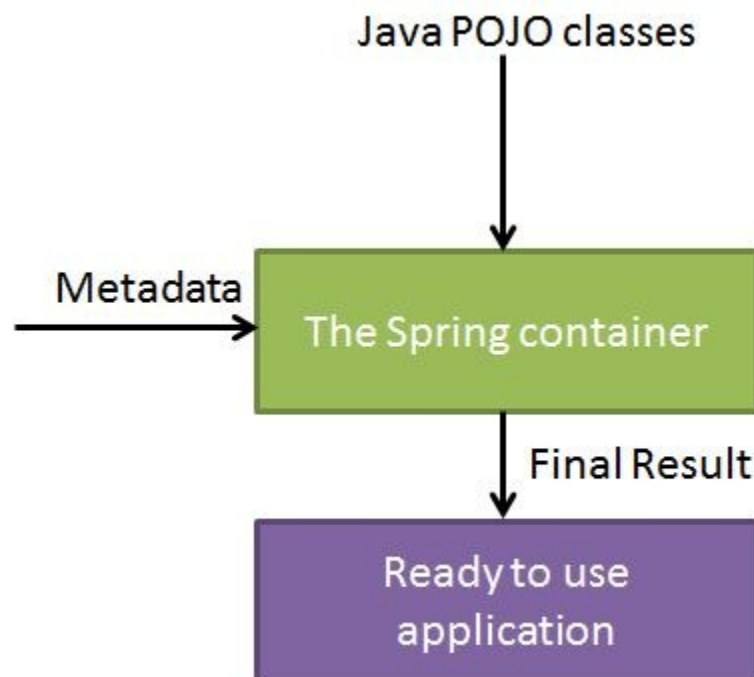 Java POJO classes
Metadata
The Spring container
Final Result
Ready to use
application